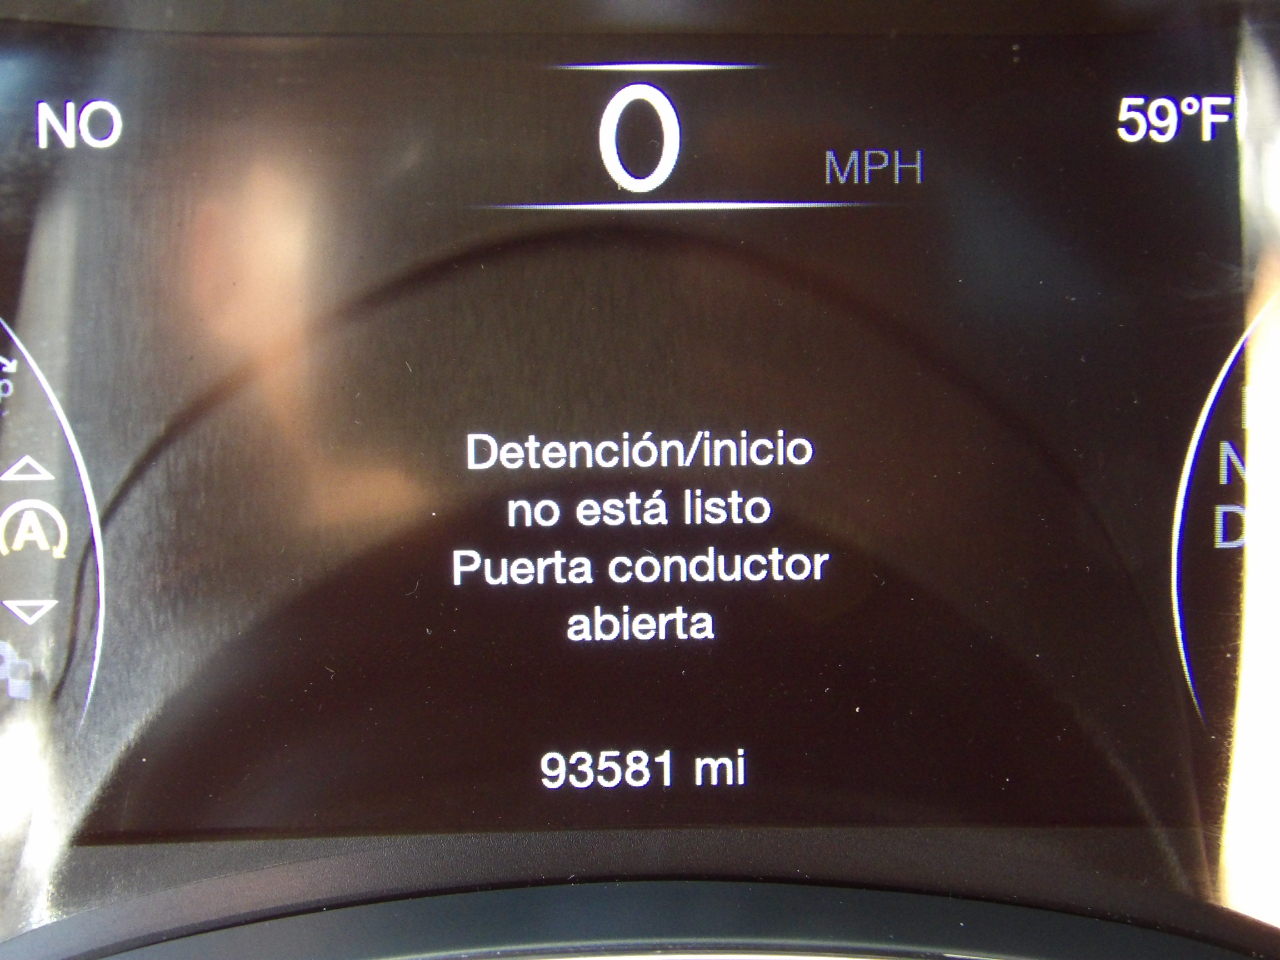 NO
0
MPH
59°F
Detención/inicio
no está listo
Puerta conductor
abierta
A
N
D
93581 mi